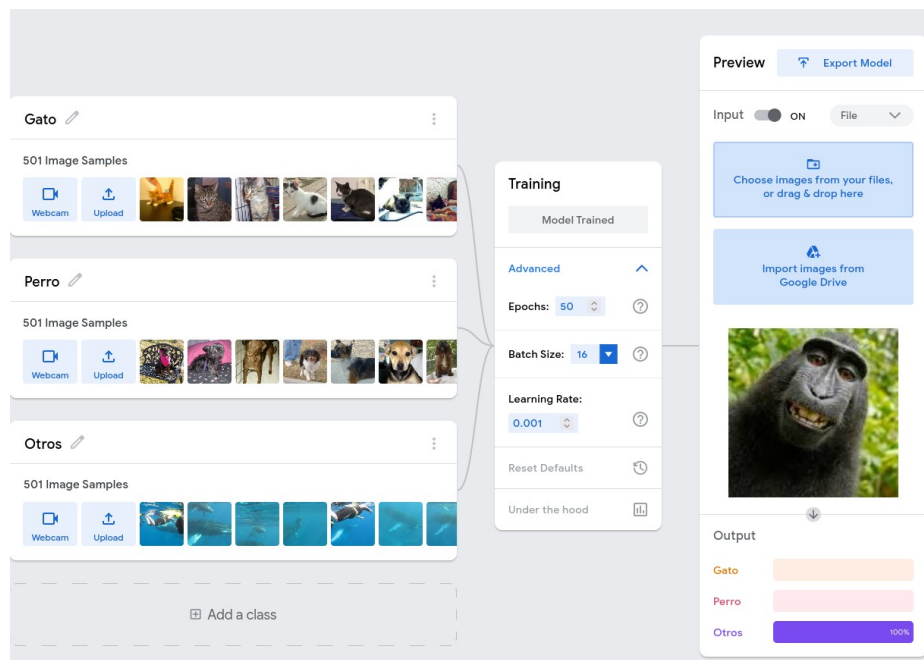 Gato
501 Image Samples
Webcam
Upload
Perro
501 Image Samples
Webcam
Upload
Otros
501 Image Samples
Webcam
Upload
Add a class
Training
Model Trained
Advanced
Epochs: 50
Batch Size: 16
Learning Rate:
0.001
Reset Defaults
Under the hood
Preview
Export Model
Input ON File
Choose images from your files,
or drag & drop here
Import images from
Google Drive
Output
Gato
Perro
Otros 100%